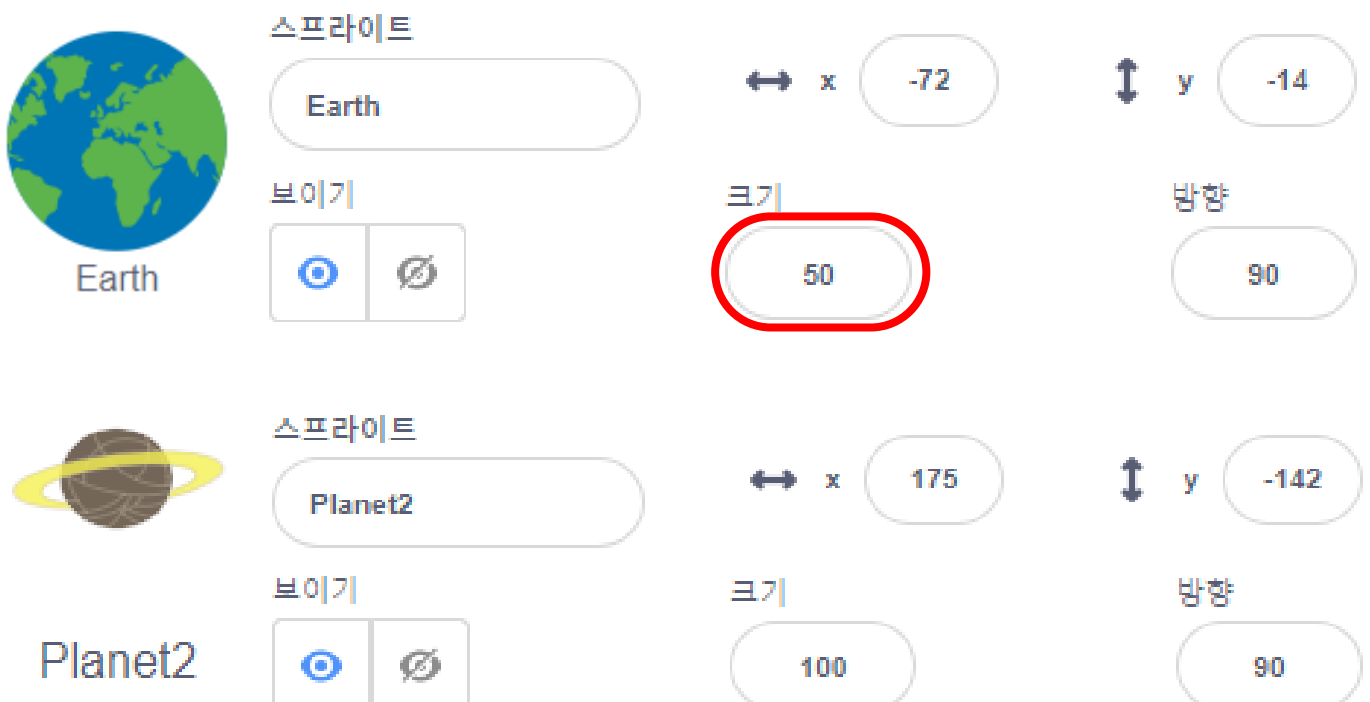 스프라이트
Earth
x -72
y -14
보이기
크기
방향
50
90
Earth
스프라이트
Planet2
x 175
y -142
보이기
크기
방향
Planet2
100
90